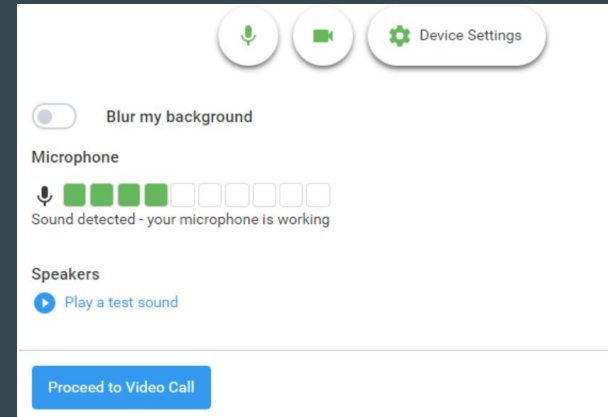 Device Settings
Blur my background
Microphone
Sound detected - your microphone is working
Speakers
Play a test sound
Proceed to Video Call